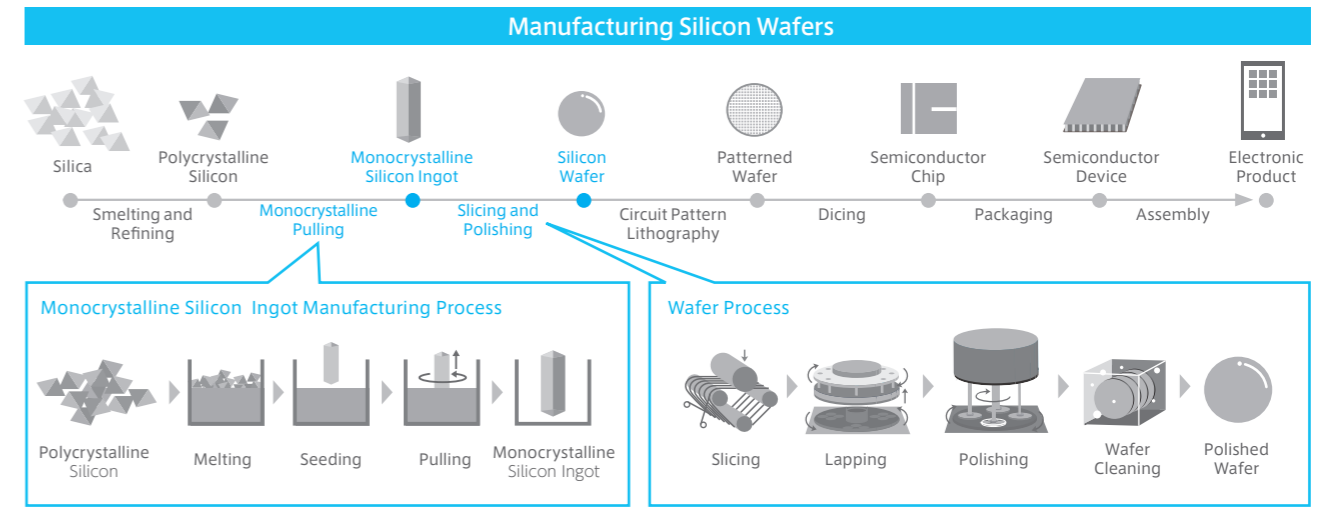 Manufacturing Silicon Wafers
Silica
Polycrystalline
Silicon
Monocrystalline
Silicon Ingot
Silicon
Wafer
Patterned
Wafer
Semiconductor
Chip
Semiconductor
Device
Electronic
Product
Smelting and
Refining
Monocrystalline
Pulling
Slicing and
Polishing
Circuit Pattern
Lithography
Dicing
Packaging
Assembly
Monocrystalline Silicon Ingot Manufacturing Process
Polycrystalline
Silicon
Melting
Seeding
Pulling
Monocrystalline
Silicon Ingot
Wafer Process
Slicing
Lapping
Polishing
Wafer
Cleaning
Polished
Wafer